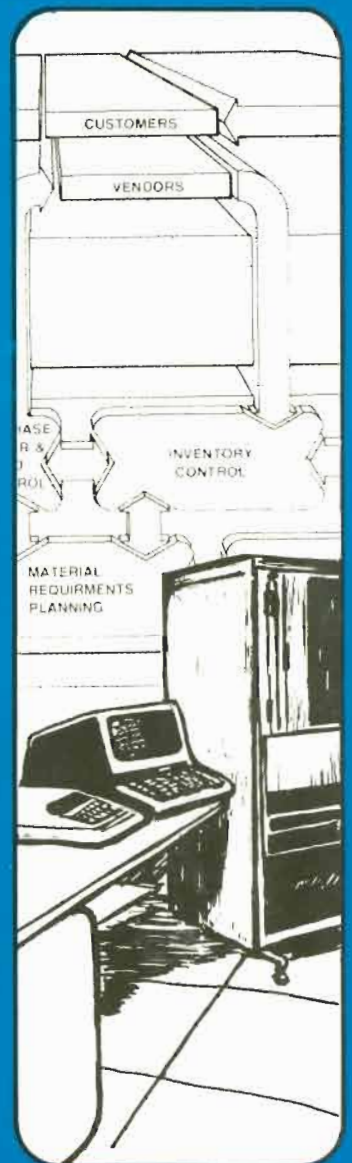 CUSTOMERS
VENDORS
INVENTORY
CONTROL
MATERIAL
REQUIRMENTS
PLANNING